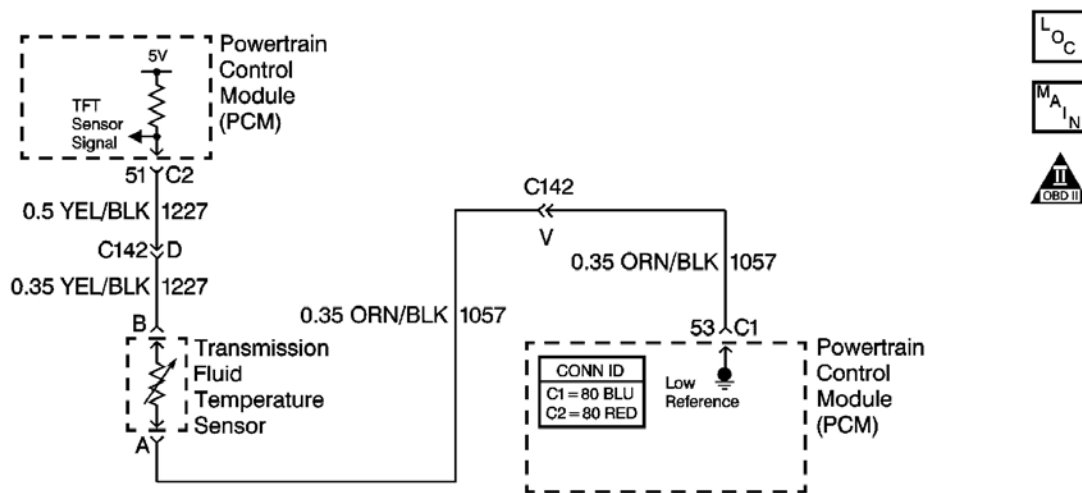 Powertrain
Control
Module
(PCM)
5V
TFT
Sensor
Signal
51 C2
0.5 YEL/BLK 1227
C142 D
0.35 YEL/BLK 1227
B
Transmission
Fluid
Temperature
Sensor
A
0.35 ORN/BLK 1057
C142
V
0.35 ORN/BLK 1057
53 C1
CONN ID
C1=80 BLU
C2=80 RED
Low
Reference
Powertrain
Control
Module
(PCM)
LOC
MAIN
II
OBD II